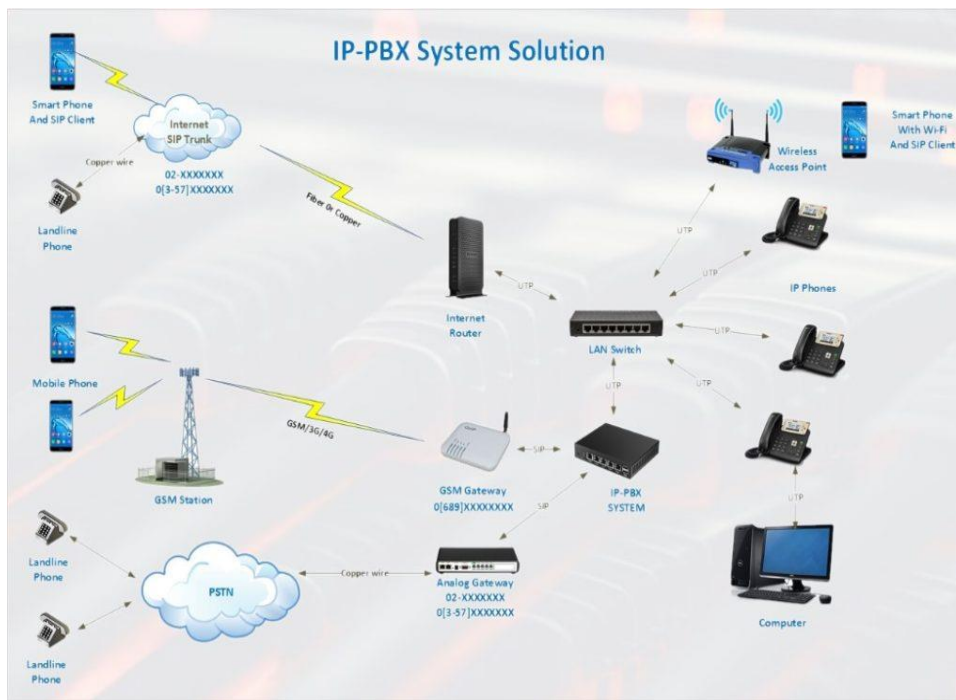 IP-PBX System Solution
Smart Phone
And SIP Client
Internet
SIP Trunk
Copper wire
02-XXXXXXX
0[3-57]XXXXXXX
Landline
Phone
Fiber Or Copper
Wireless
Access Point
Smart Phone
With Wi-Fi
And SIP Client
UTP
UTP
IP Phones
Internet
Router
UTP
LAN Switch
UTP
UTP
UTP
Mobile Phone
GSM/3G/4G
GSM Station
GSM Gateway
0[689]XXXXXXXX
SIP
IP-PBX
SYSTEM
SIP
UTP
Landline
Phone
PSTN
Copper wire
Analog Gateway
02-XXXXXXX
0[3-57]XXXXXXX
Computer
Landline
Phone